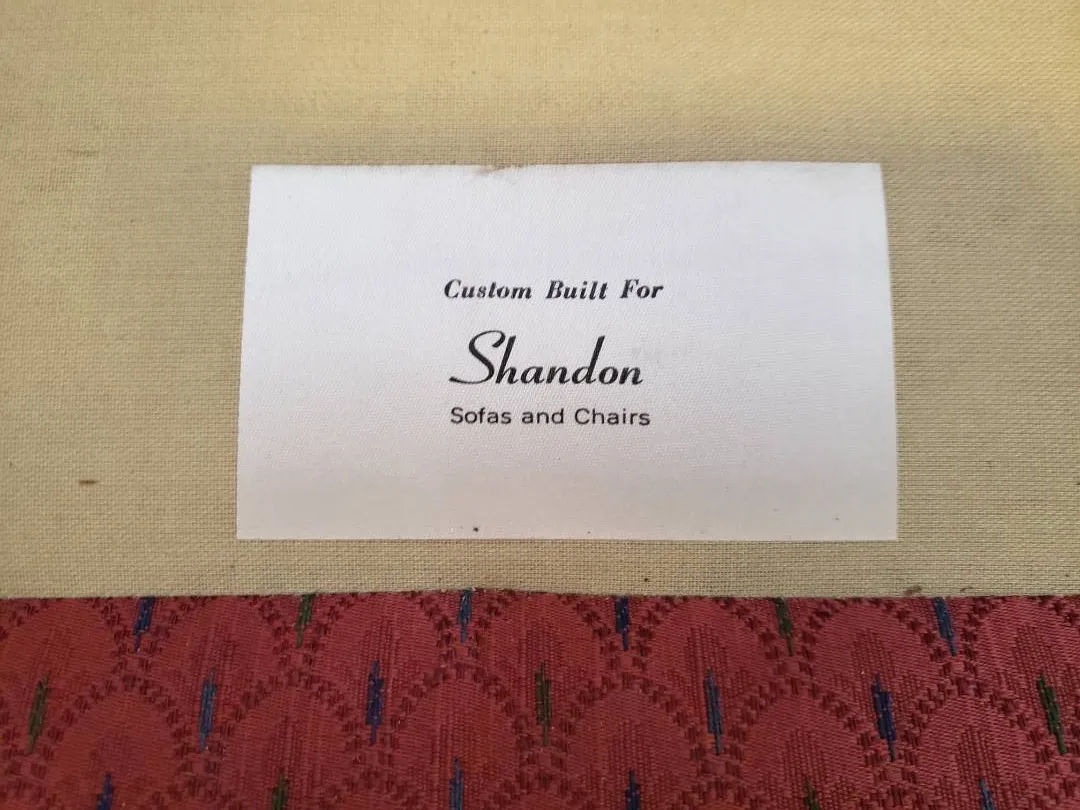 Custom Built For
Shandon
Sofas and Chairs